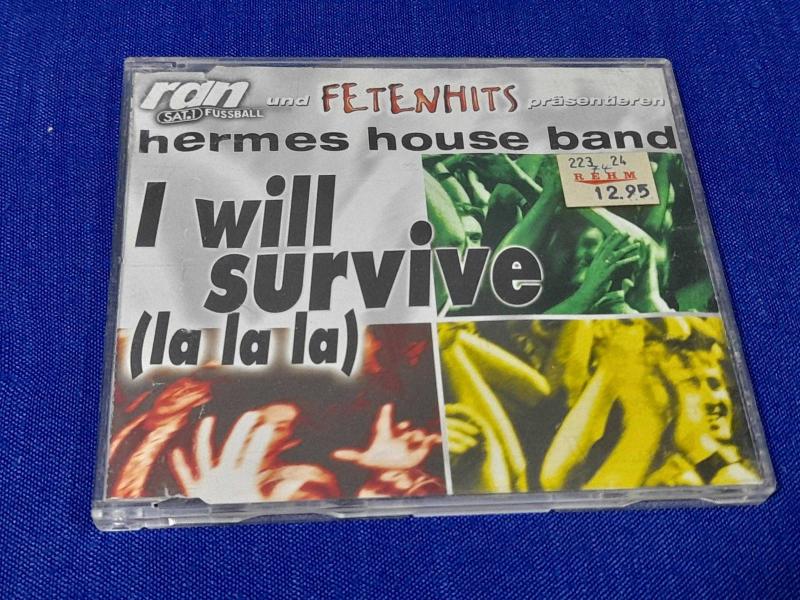 ran und FETENHITS präsentieren
SAT.1 FUSSBALL
hermes house band
I will
survive
(la la la)
223 24
74
REHM
12.95